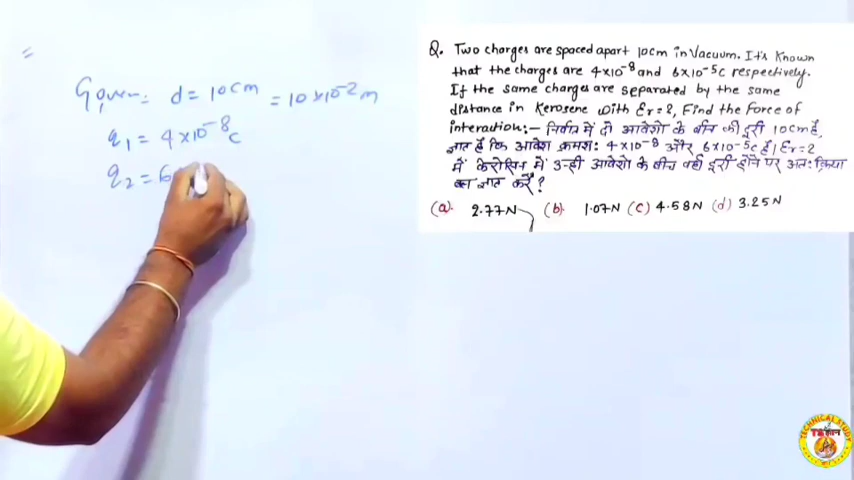 =
Given:- d = 10cm = 10×10⁻²m
q₁ = 4×10⁻⁸c
q₂ = 6
Q. Two charges are spaced apart 10cm in Vacuum. It's Known
that the charges are 4×10⁻⁸ and 6×10⁻⁵c respectively.
If the same charges are separated by the same
distance in Kerosene with εr=2, Find the force of
interaction:- निर्वात में दो आवेशो के बीच की दूरी 10cm है,
ज्ञात है कि आवेश क्रमश: 4×10⁻⁸ और 6×10⁻⁵c हैं। εr=2
में केरोसिन में उन्ही आवेशो के बीच वही दूरी होने पर अत:क्रिया
बल ज्ञात करें?
(a) 2.77N (b) 1.07N (c) 4.58N (d) 3.25N
TECHNICAL STUDY